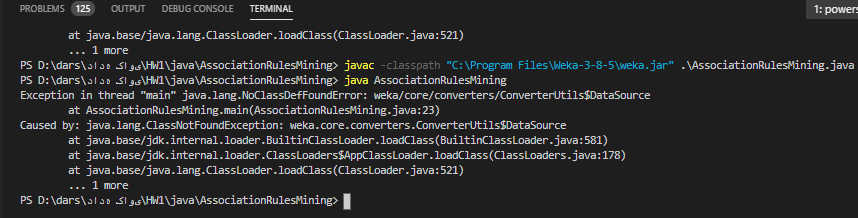 PROBLEMS 125 OUTPUT DEBUG CONSOLE TERMINAL 1: powers
at java.base/java.lang.ClassLoader.loadClass(ClassLoader.java:521)
... 1 more
PS D:\dars\داده کاوی\HW1\java\AssociationRulesMining> javac -classpath "C:\Program Files\Weka-3-8-5\weka.jar" .\AssociationRulesMining.java
PS D:\dars\داده کاوی\HW1\java\AssociationRulesMining> java AssociationRulesMining
Exception in thread "main" java.lang.NoClassDefFoundError: weka/core/converters/ConverterUtils$DataSource
at AssociationRulesMining.main(AssociationRulesMining.java:23)
Caused by: java.lang.ClassNotFoundException: weka.core.converters.ConverterUtils$DataSource
at java.base/jdk.internal.loader.BuiltinClassLoader.loadClass(BuiltinClassLoader.java:581)
at java.base/jdk.internal.loader.ClassLoaders$AppClassLoader.loadClass(ClassLoaders.java:178)
at java.base/java.lang.ClassLoader.loadClass(ClassLoader.java:521)
... 1 more
PS D:\dars\داده کاوی\HW1\java\AssociationRulesMining>